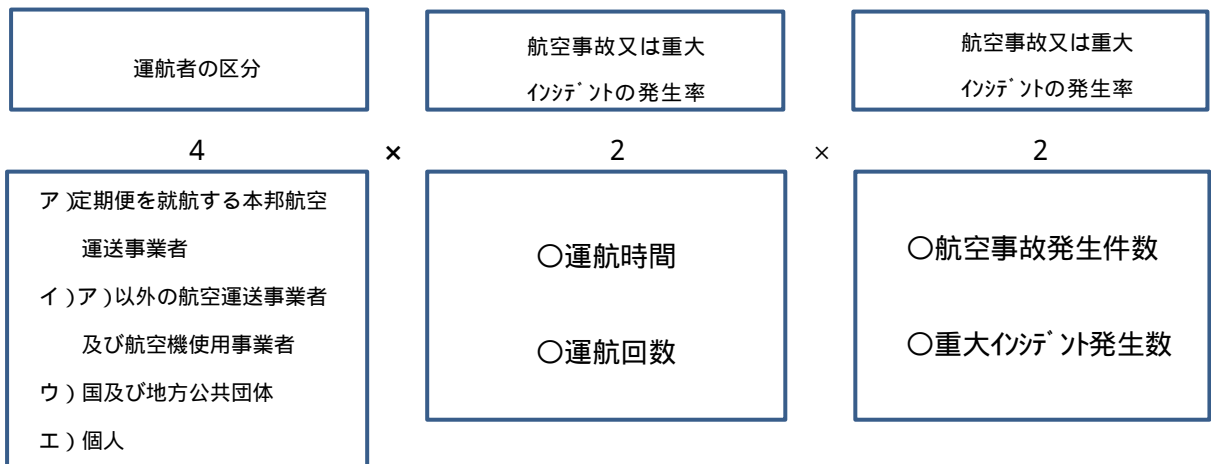 運航者の区分
航空事故又は重大
インシデントの発生率
航空事故又は重大
インシデントの発生率
4 × 2 × 2
ア)定期便を就航する本邦航空
運送事業者
イ)ア)以外の航空運送事業者
及び航空機使用事業者
ウ)国及び地方公共団体
エ)個人
〇運航時間
〇運航回数
〇航空事故発生件数
〇重大インシデント発生数